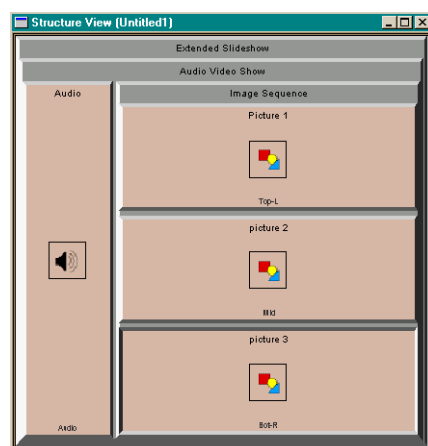 Structure View (Untitled1)
Extended Slideshow
Audio Video Show
Audio
Image Sequence
Picture 1
Top-L
picture 2
Mid
picture 3
Audio
Bot-R